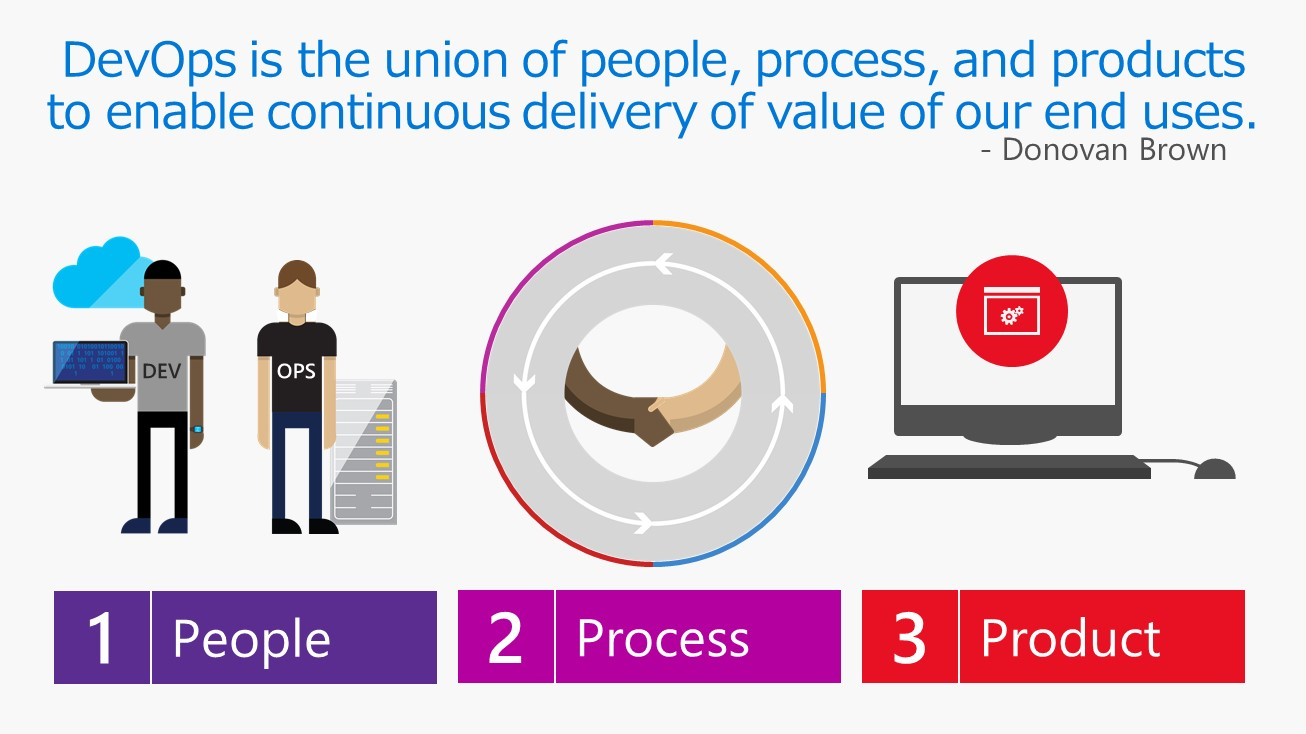 DevOps is the union of people, process, and products
to enable continuous delivery of value of our end uses.
- Donovan Brown
DEV
OPS
1 People
2 Process
3 Product